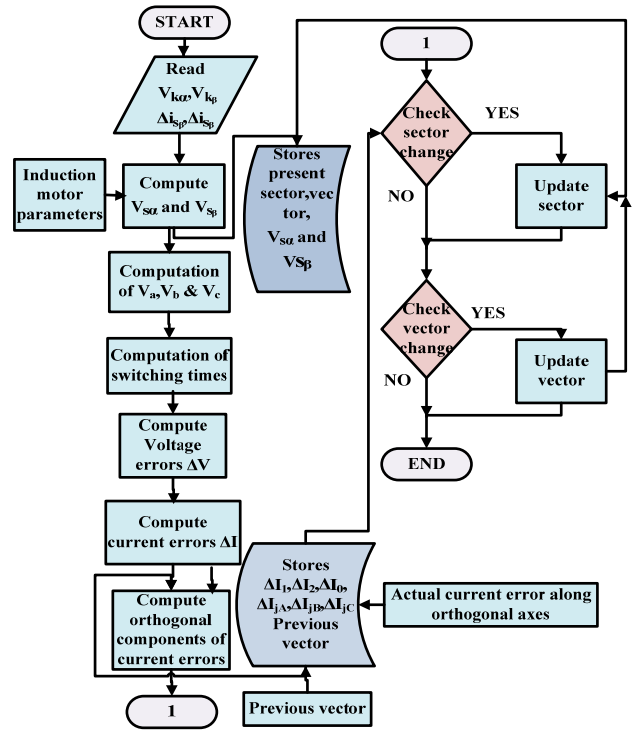 START
Read
Vkα,Vkβ
Δisβ,Δisβ
Induction
motor
parameters
Compute
Vsα and Vsβ
Computation
of Va,Vb & Vc
Computation of
switching times
Compute
Voltage
errors ΔV
Compute
current errors ΔI
Compute
orthogonal
components of
current errors
1
Stores
present
sector,vec
tor,
Vsα and
VSβ
Stores
ΔI1,ΔI2,ΔI0,
ΔIjA,ΔIjB,ΔIjC
Previous
vector
Previous vector
Actual current error along
orthogonal axes
1
Check
sector
change
YES
NO
Update
sector
Check
vector
change
YES
NO
Update
vector
END